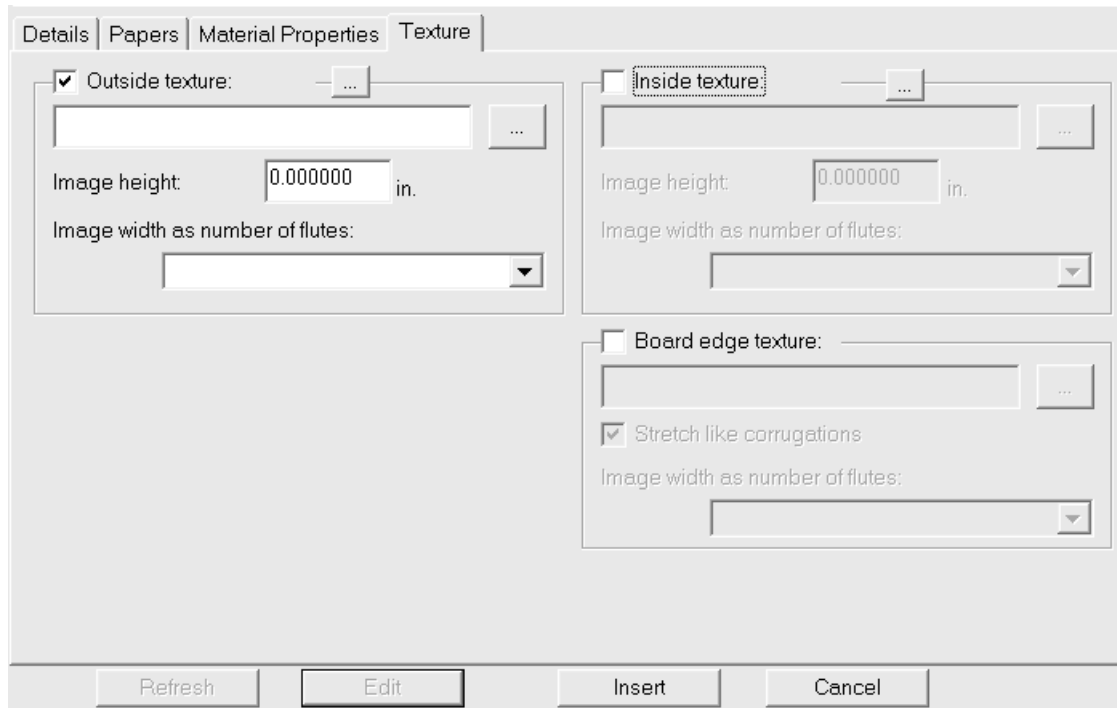 Details Papers Material Properties Texture
Outside texture: ...
...
Image height: 0.000000 in.
Image width as number of flutes:
Inside texture: ...
...
Image height: 0.000000 in.
Image width as number of flutes:
Board edge texture:
...
Stretch like corrugations
Image width as number of flutes:
Refresh Edit Insert Cancel